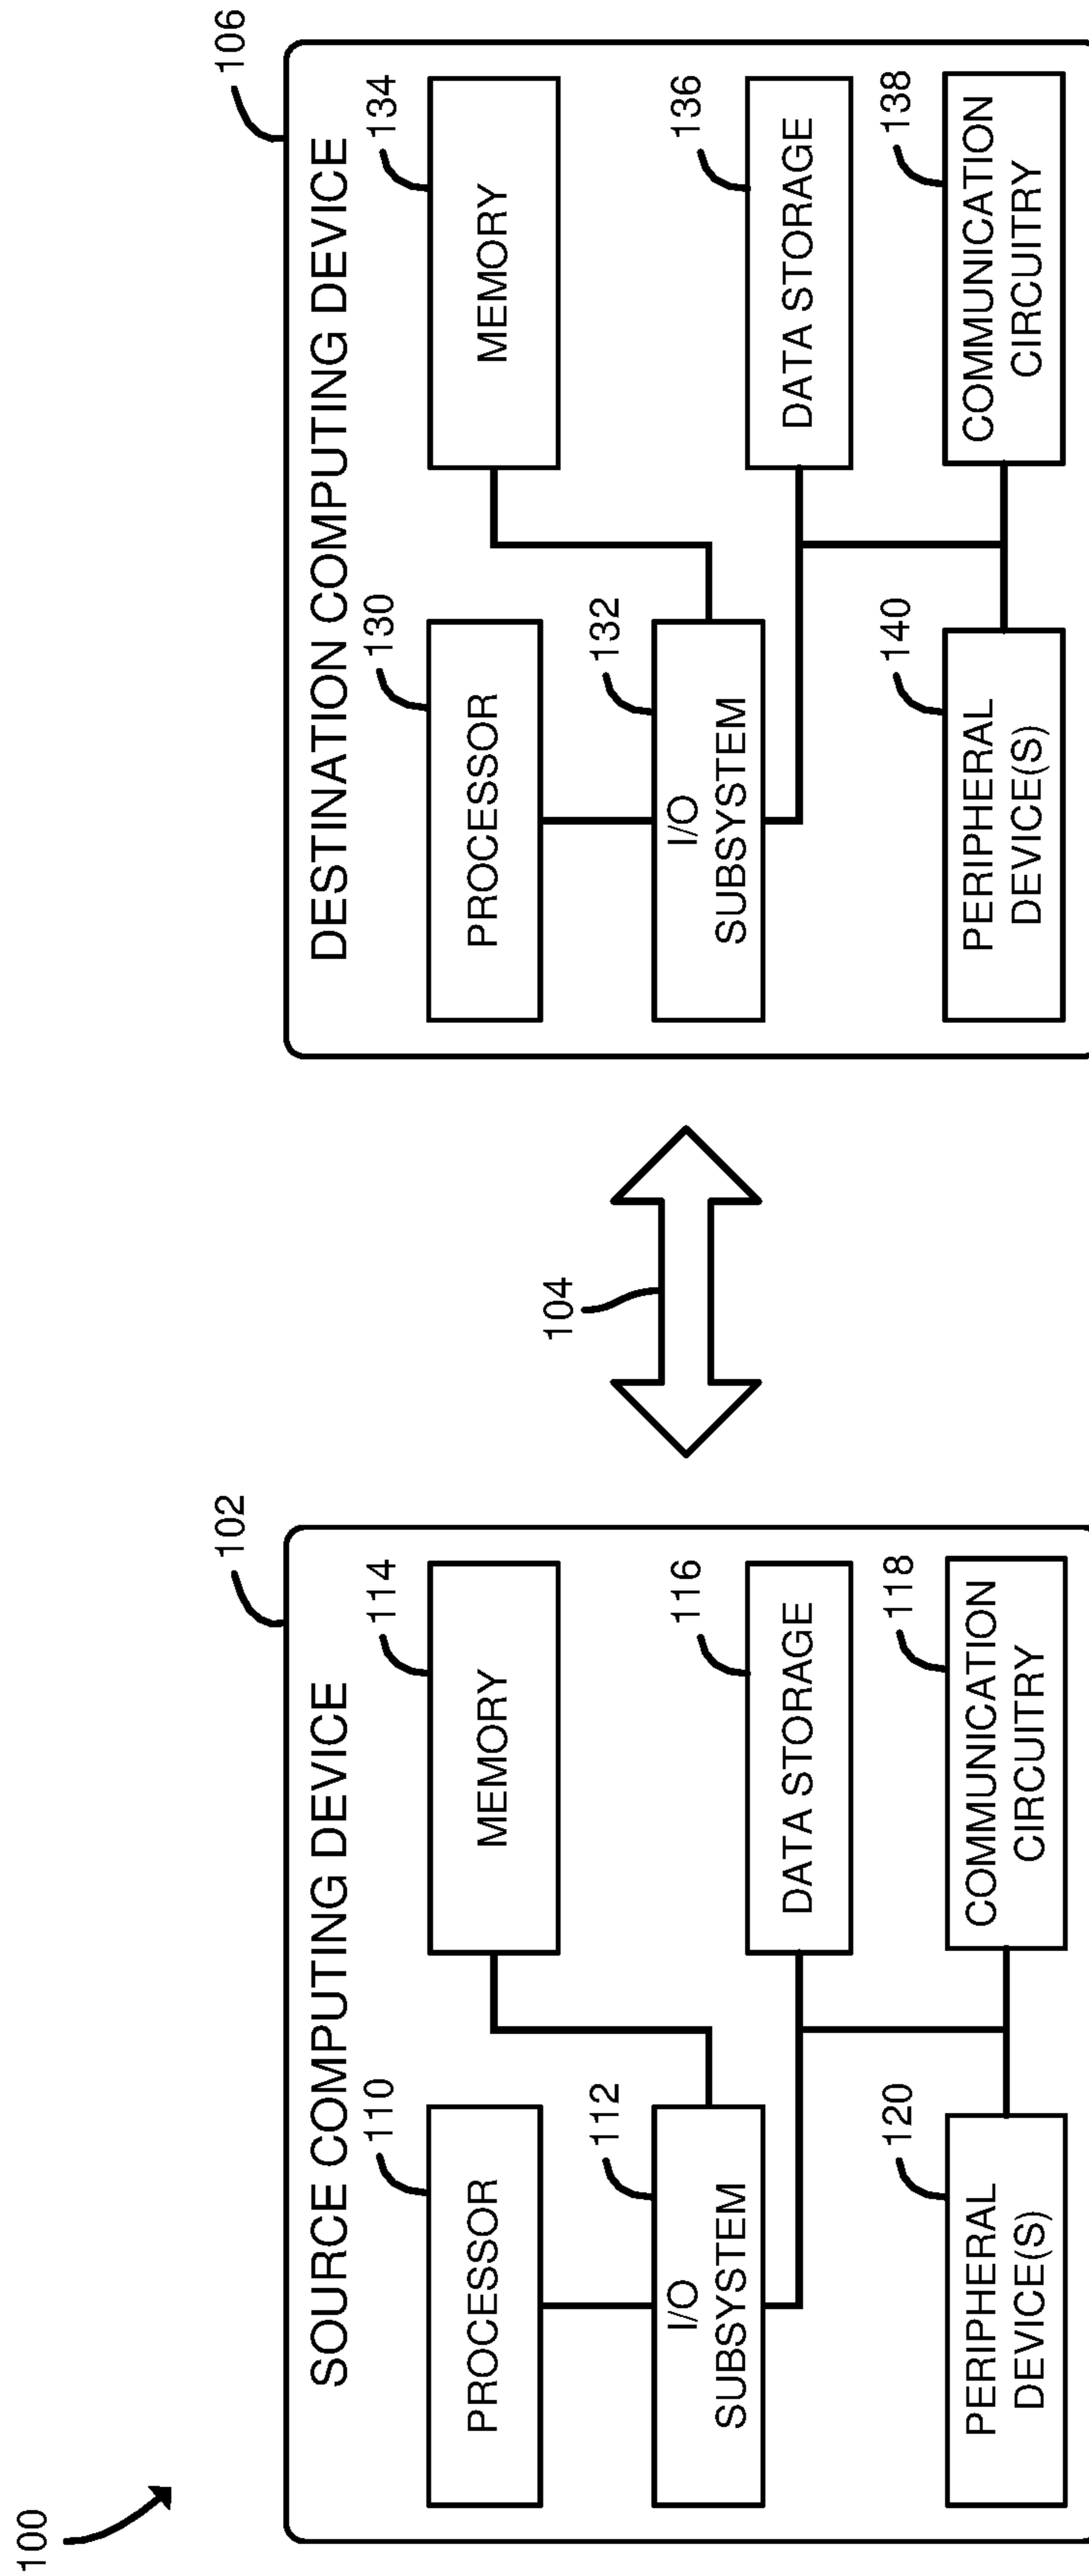 100
102
SOURCE COMPUTING DEVICE
110
PROCESSOR
114
MEMORY
112
I/O
SUBSYSTEM
116
DATA STORAGE
120
PERIPHERAL
DEVICE(S)
118
COMMUNICATION
CIRCUITRY
104
106
DESTINATION COMPUTING DEVICE
130
PROCESSOR
134
MEMORY
132
I/O
SUBSYSTEM
136
DATA STORAGE
140
PERIPHERAL
DEVICE(S)
138
COMMUNICATION
CIRCUITRY